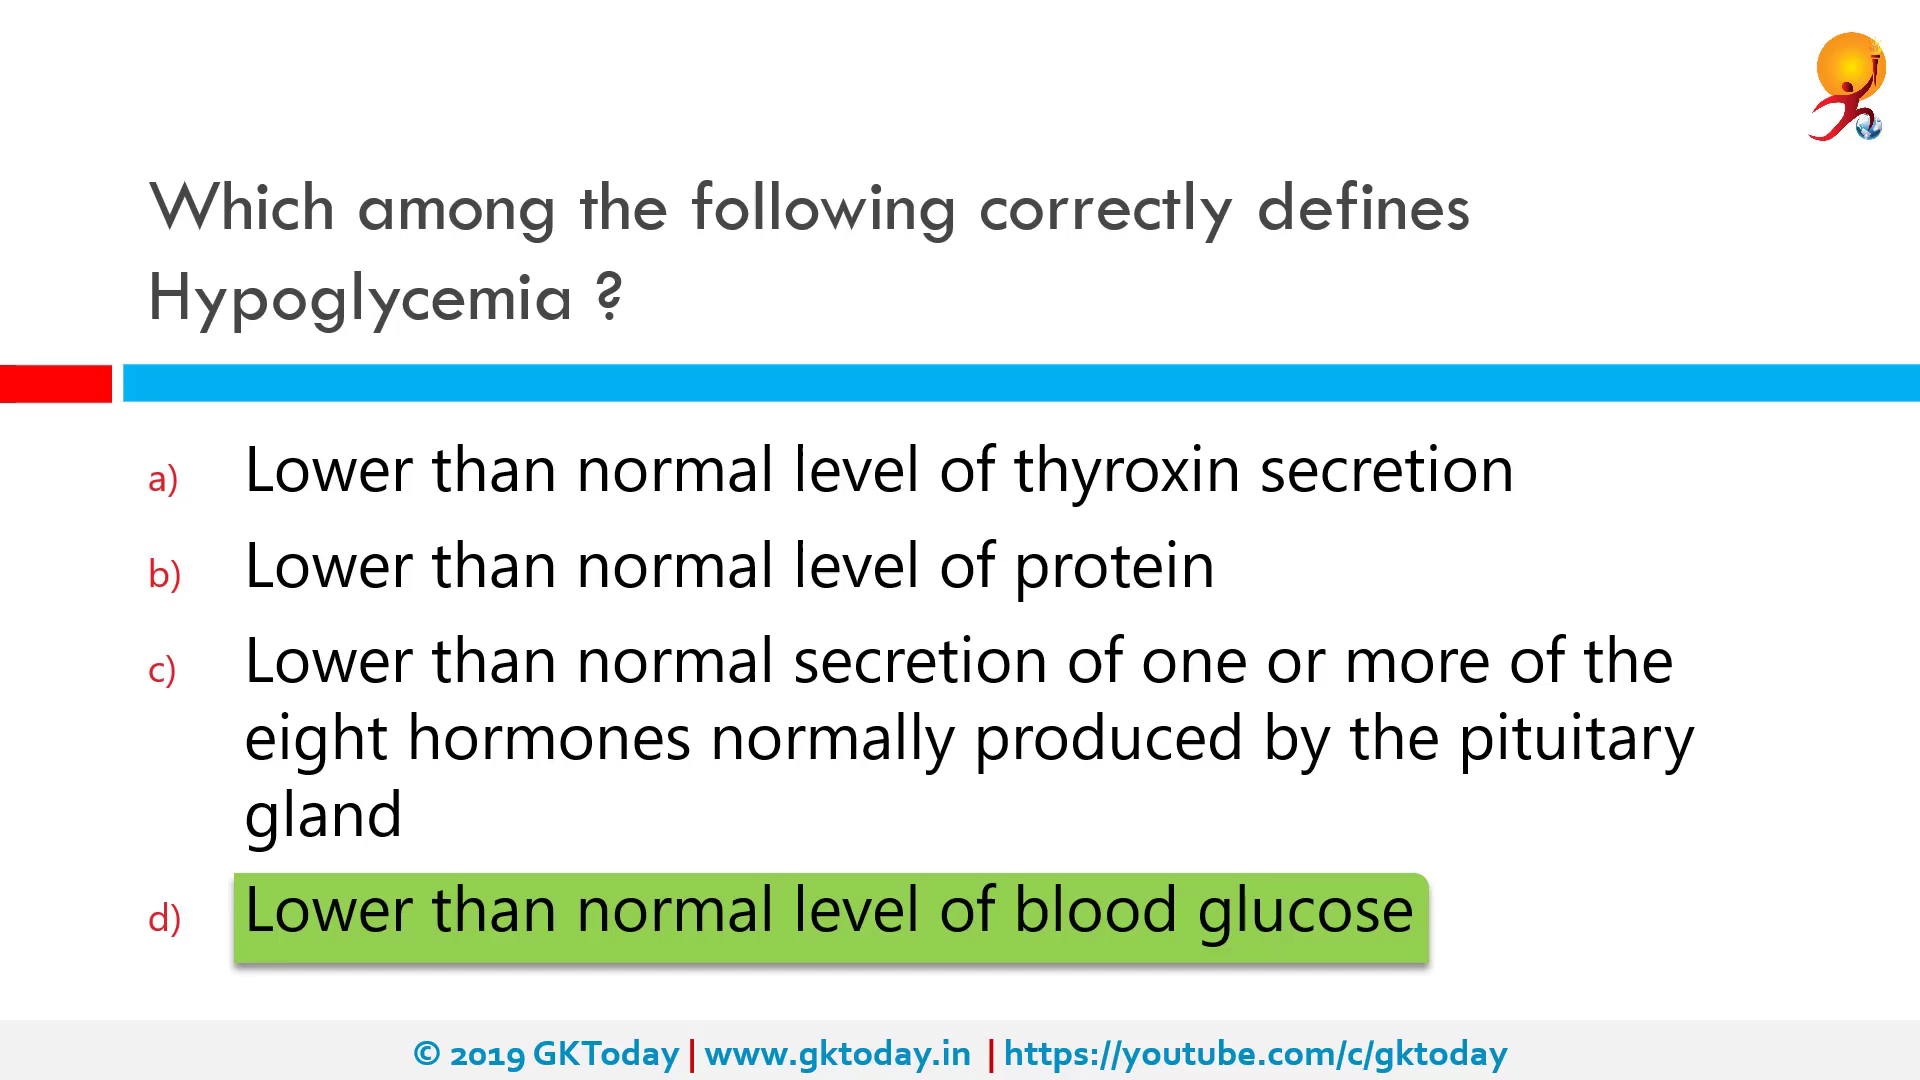 Which among the following correctly defines
Hypoglycemia ?
a) Lower than normal level of thyroxin secretion
b) Lower than normal level of protein
c) Lower than normal secretion of one or more of the
eight hormones normally produced by the pituitary
gland
d) Lower than normal level of blood glucose
© 2019 GKToday | www.gktoday.in | https://youtube.com/c/gktoday